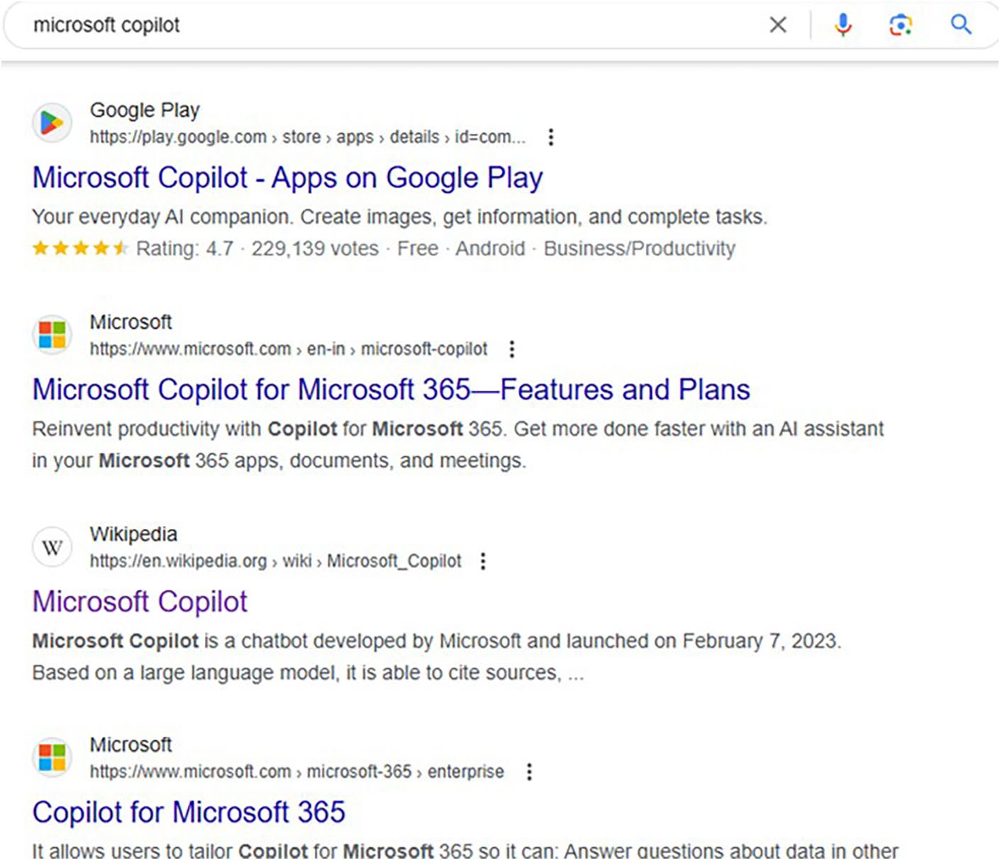 microsoft copilot
Google Play
https://play.google.com › store › apps › details › id=com...
Microsoft Copilot - Apps on Google Play
Your everyday AI companion. Create images, get information, and complete tasks.
Rating: 4.7 · 229,139 votes · Free · Android · Business/Productivity
Microsoft
https://www.microsoft.com › en-in › microsoft-copilot
Microsoft Copilot for Microsoft 365—Features and Plans
Reinvent productivity with Copilot for Microsoft 365. Get more done faster with an AI assistant
in your Microsoft 365 apps, documents, and meetings.
W
Wikipedia
https://en.wikipedia.org › wiki › Microsoft_Copilot
Microsoft Copilot
Microsoft Copilot is a chatbot developed by Microsoft and launched on February 7, 2023.
Based on a large language model, it is able to cite sources, ...
Microsoft
https://www.microsoft.com › microsoft-365 › enterprise
Copilot for Microsoft 365
It allows users to tailor Copilot for Microsoft 365 so it can: Answer questions about data in other